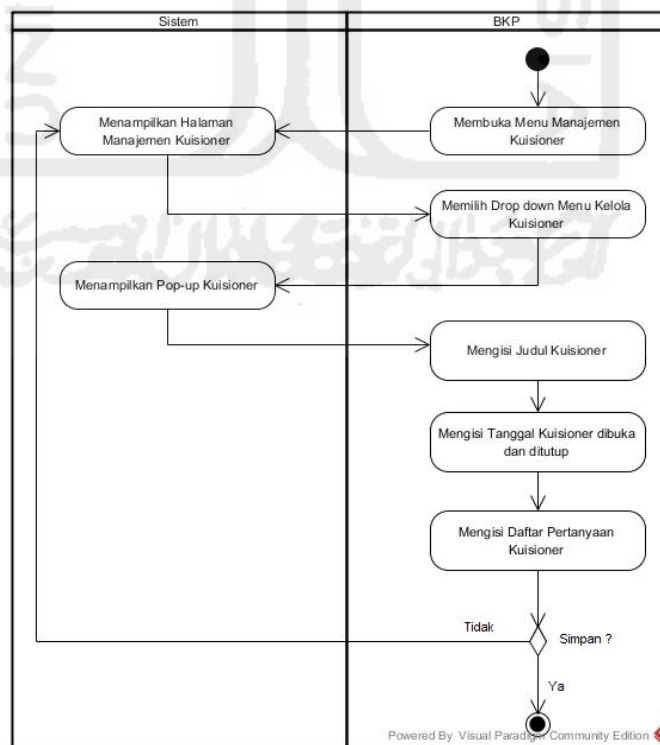 Sistem
BKP
Menampilkan Halaman
Manajemen Kuisioner
Membuka Menu Manajemen
Kuisioner
Memilih Drop down Menu Kelola
Kuisioner
Menampilkan Pop-up Kuisioner
Mengisi Judul Kuisioner
Mengisi Tanggal Kuisioner dibuka
dan ditutup
Mengisi Daftar Pertanyaan
Kuisioner
Tidak
Simpan ?
Ya
Powered By Visual Paradigm Community Edition